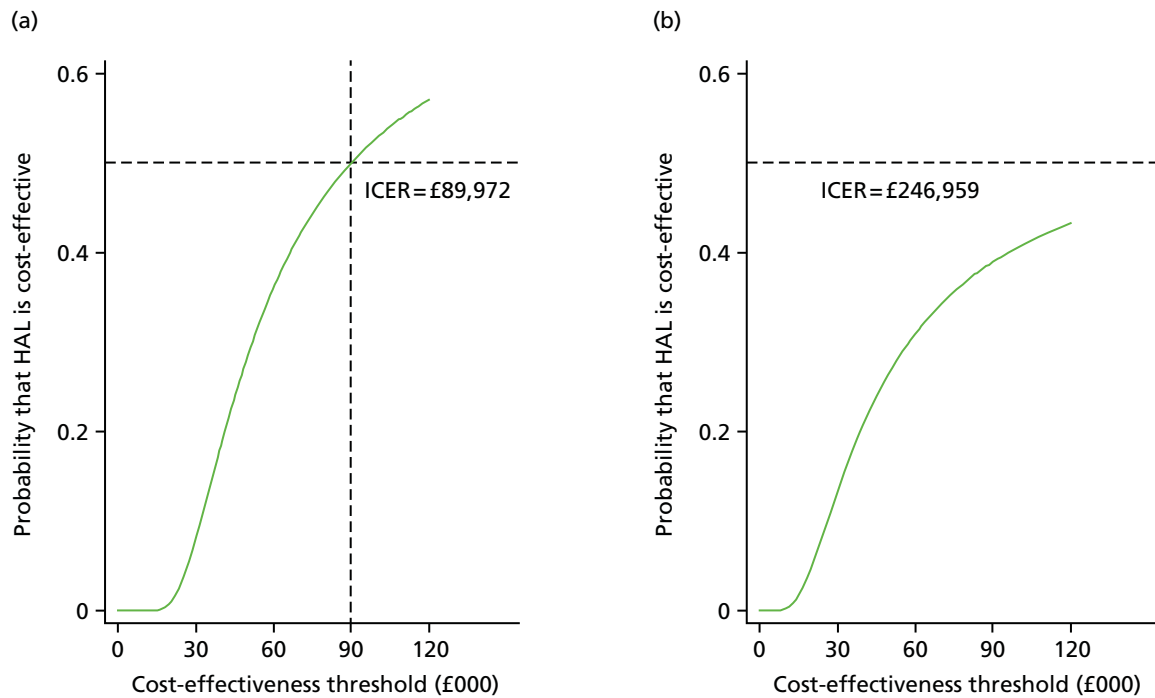 (a)
0.6
0.4
0.2
0
Probability that HAL is cost-effective
ICER=£89,972
0 30 60 90 120
Cost-effectiveness threshold (£000)
(b)
0.6
0.4
0.2
0
Probability that HAL is cost-effective
ICER=£246,959
0 30 60 90 120
Cost-effectiveness threshold (£000)